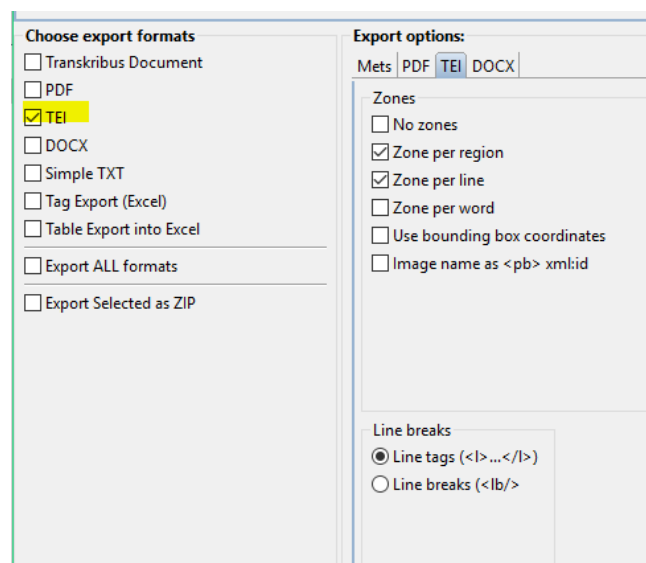 Choose export formats
Transkribus Document
PDF
TEI
DOCX
Simple TXT
Tag Export (Excel)
Table Export into Excel
Export ALL formats
Export Selected as ZIP
Export options:
Mets PDF TEI DOCX
Zones
No zones
Zone per region
Zone per line
Zone per word
Use bounding box coordinates
Image name as <pb> xml:id
Line breaks
Line tags (<l>...</l>)
Line breaks (<lb/>